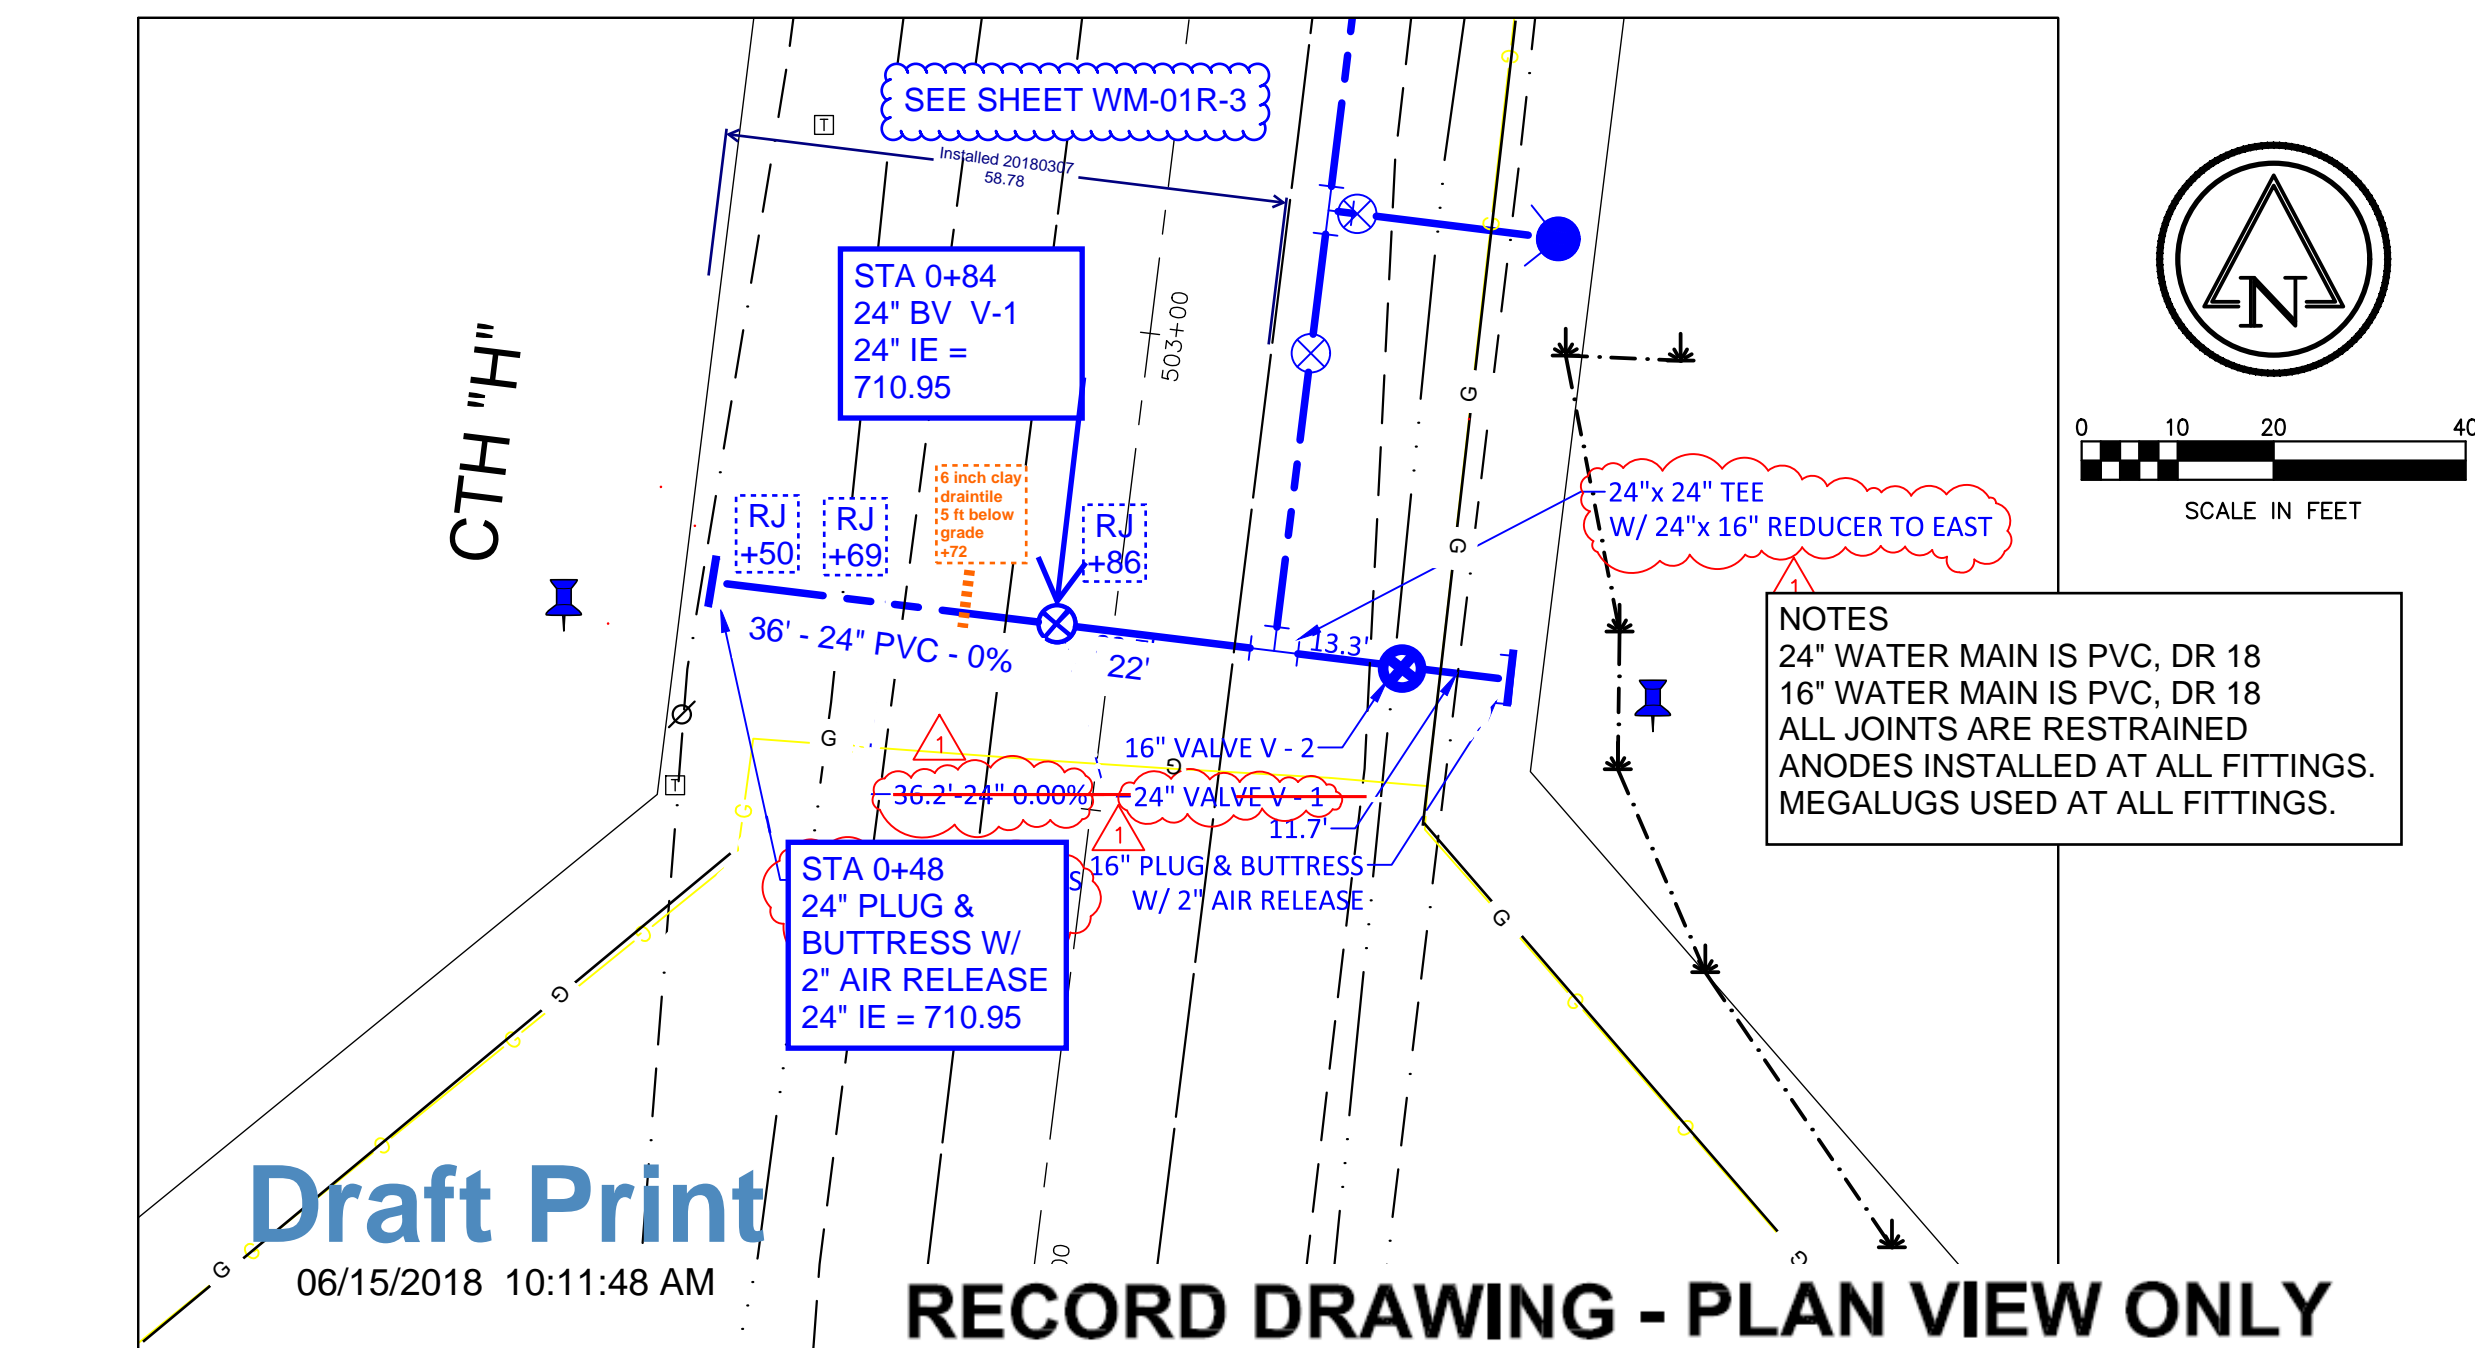 SEE SHEET WM-01R-3
T
Installed 20180307
58.78
G
G
STA 0+84
24" BV  V-1
24" IE =
710.95
503+00
CTH "H"
N
0 10 20 40
SCALE IN FEET
G
G
6 inch clay
draintile
5 ft below
grade
+72
RJ
+50
RJ
+69
RJ
+86
24"x 24" TEE
W/ 24"x 16" REDUCER TO EAST
1
NOTES
24" WATER MAIN IS PVC, DR 18
16" WATER MAIN IS PVC, DR 18
ALL JOINTS ARE RESTRAINED
ANODES INSTALLED AT ALL FITTINGS.
MEGALUGS USED AT ALL FITTINGS.
36' - 24" PVC - 0%
22'
13.3'
G
1
16" VALVE V - 2
G
T
36.2'-24" 0.00%
24" VALVE V - 1
G
1
11.7'
16" PLUG & BUTTRESS
W/ 2" AIR RELEASE
S
STA 0+48
24" PLUG &
BUTTRESS W/
2" AIR RELEASE
24" IE = 710.95
G
G
G
G
G
G
G
G
G
G
G
00
Draft Print
06/15/2018  10:11:48 AM
RECORD DRAWING - PLAN VIEW ONLY